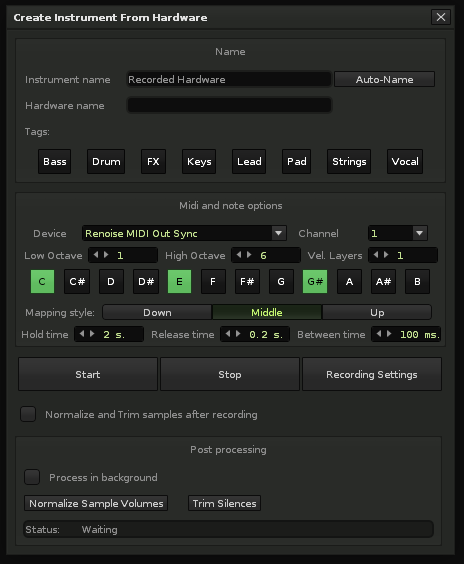 Create Instrument From Hardware
Name
Instrument name Recorded Hardware Auto-Name
Hardware name
Tags:
Bass Drum FX Keys Lead Pad Strings Vocal
Midi and note options
Device Renoise MIDI Out Sync Channel 1
Low Octave 1 High Octave 6 Vel. Layers 1
C C# D D# E F F# G G# A A# B
Mapping style: Down Middle Up
Hold time 2 s. Release time 0.2 s. Between time 100 ms.
Start Stop Recording Settings
Normalize and Trim samples after recording
Post processing
Process in background
Normalize Sample Volumes Trim Silences
Status: Waiting